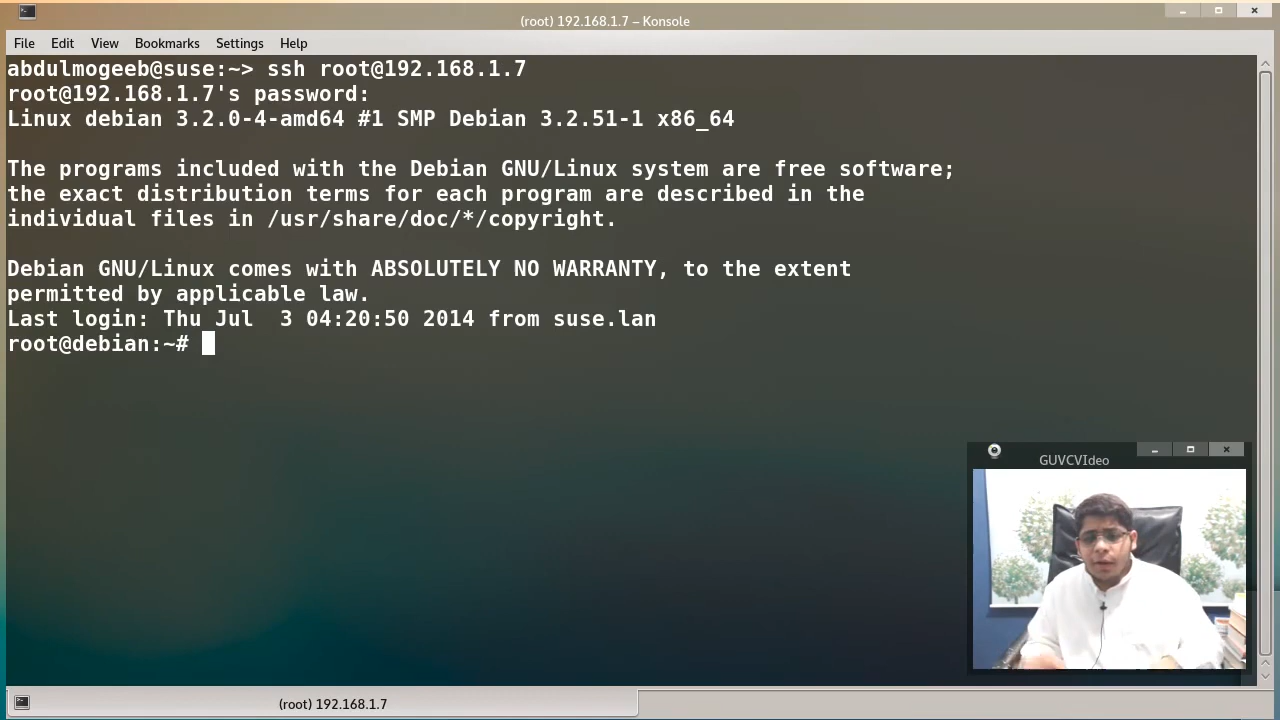 (root) 192.168.1.7 – Konsole
File Edit View Bookmarks Settings Help
abdulmogeeb@suse:~> ssh root@192.168.1.7
root@192.168.1.7's password:
Linux debian 3.2.0-4-amd64 #1 SMP Debian 3.2.51-1 x86_64
The programs included with the Debian GNU/Linux system are free software;
the exact distribution terms for each program are described in the
individual files in /usr/share/doc/*/copyright.
Debian GNU/Linux comes with ABSOLUTELY NO WARRANTY, to the extent
permitted by applicable law.
Last login: Thu Jul  3 04:20:50 2014 from suse.lan
root@debian:~#
GUVCVIdeo
(root) 192.168.1.7